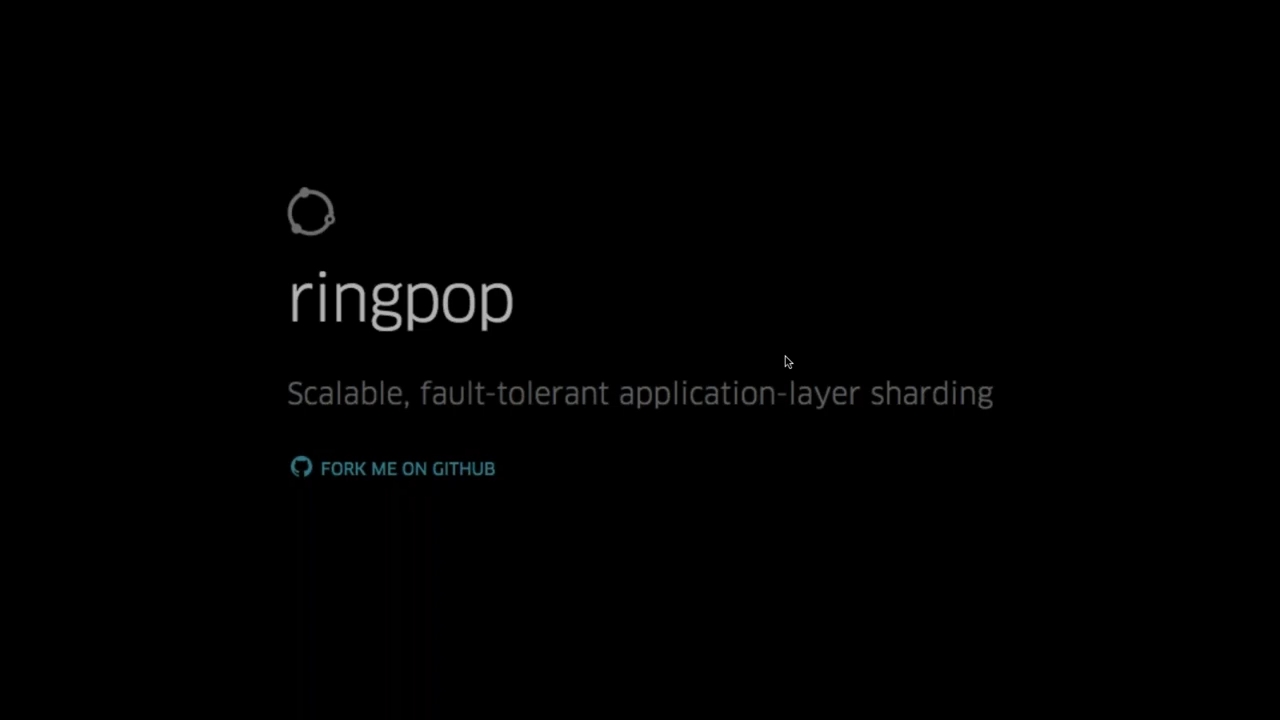 ringpop
Scalable, fault-tolerant application-layer sharding
FORK ME ON GITHUB